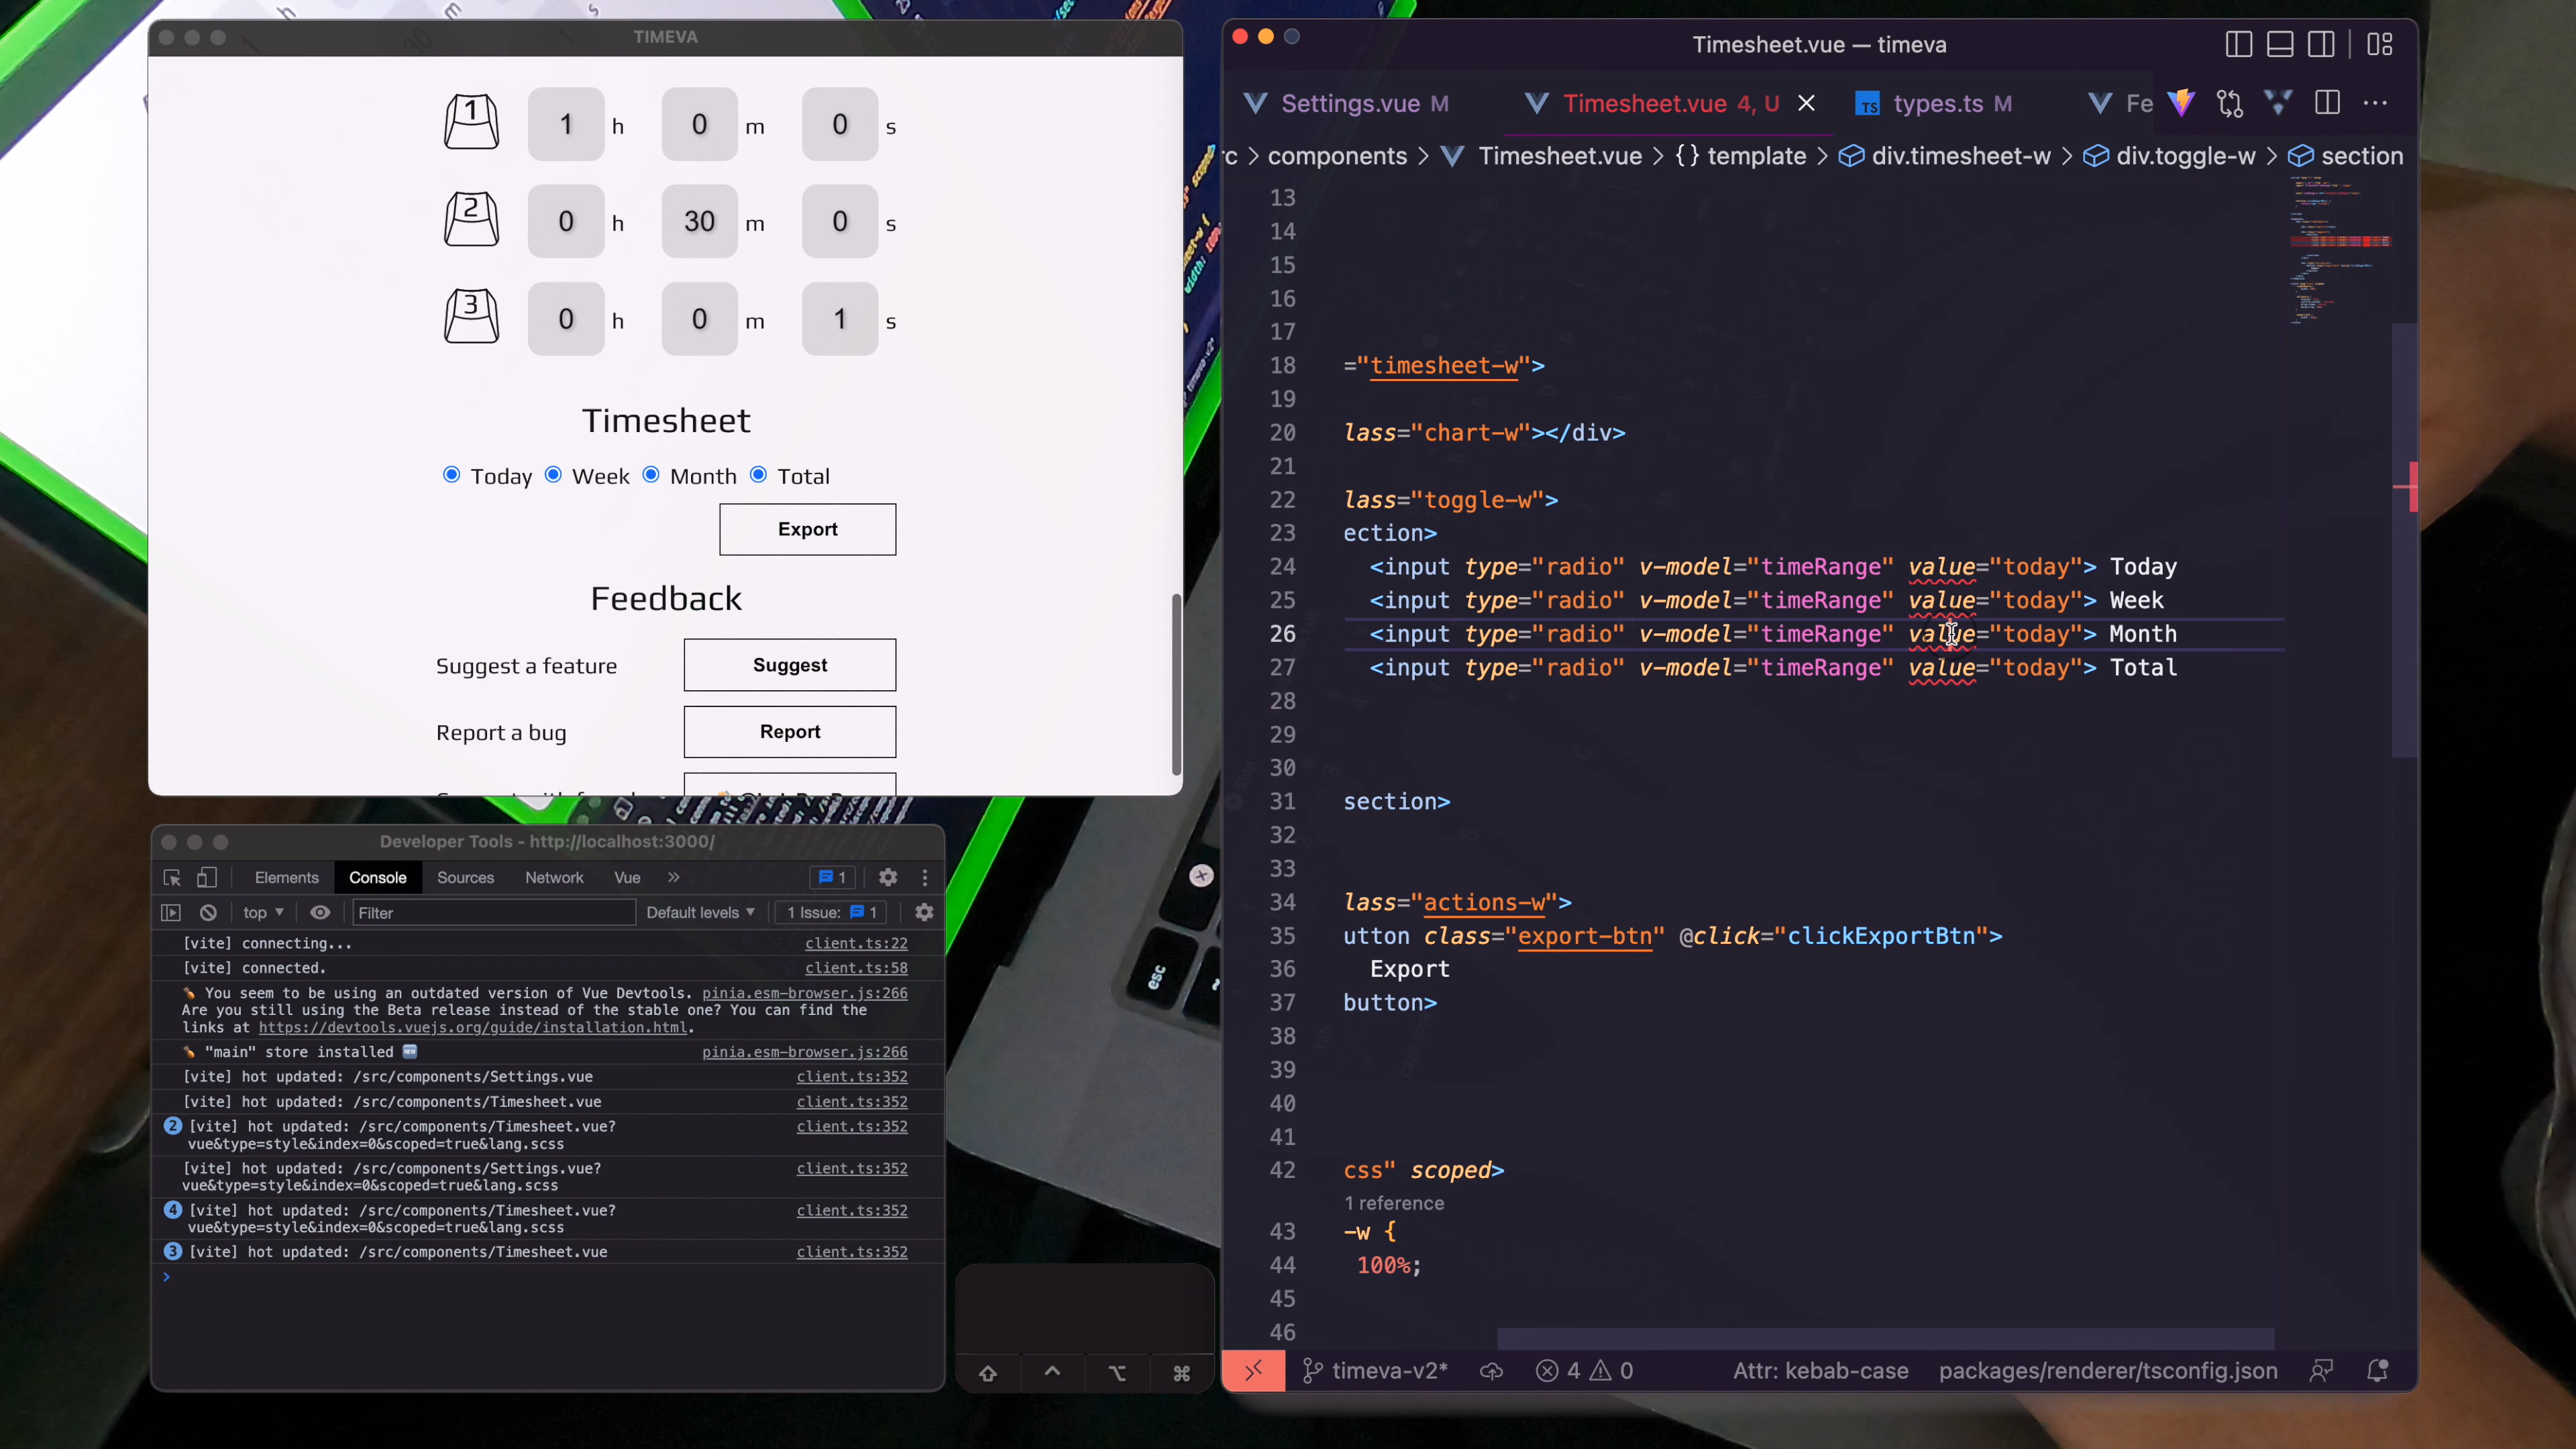 TIMEVA
1 1 h 0 m 0 s
2 0 h 30 m 0 s
3 0 h 0 m 1 s
Timesheet
Today Week Month Total
Export
Feedback
Suggest a feature Suggest
Report a bug Report
Developer Tools - http://localhost:3000/
Elements Console Sources Network Vue » 1
top Filter Default levels 1 Issue: 1
[vite] connecting... client.ts:22
[vite] connected. client.ts:58
You seem to be using an outdated version of Vue Devtools. pinia.esm-browser.js:266
Are you still using the Beta release instead of the stable one? You can find the
links at https://devtools.vuejs.org/guide/installation.html.
"main" store installed pinia.esm-browser.js:266
[vite] hot updated: /src/components/Settings.vue client.ts:352
[vite] hot updated: /src/components/Timesheet.vue client.ts:352
2 [vite] hot updated: /src/components/Timesheet.vue? client.ts:352
vue&type=style&index=0&scoped=true&lang.scss
[vite] hot updated: /src/components/Settings.vue? client.ts:352
vue&type=style&index=0&scoped=true&lang.scss
4 [vite] hot updated: /src/components/Timesheet.vue? client.ts:352
vue&type=style&index=0&scoped=true&lang.scss
3 [vite] hot updated: /src/components/Timesheet.vue client.ts:352
>
esc
Timesheet.vue — timeva
Settings.vue M Timesheet.vue 4, U TS types.ts M Fe
rc > components > Timesheet.vue > {} template > div.timesheet-w > div.toggle-w > section
13
14
15
16
17
18 ="timesheet-w">
19
20 lass="chart-w"></div>
21
22 lass="toggle-w">
23 ection>
24 <input type="radio" v-model="timeRange" value="today"> Today
25 <input type="radio" v-model="timeRange" value="today"> Week
26 <input type="radio" v-model="timeRange" value="today"> Month
27 <input type="radio" v-model="timeRange" value="today"> Total
28
29
30
31 section>
32
33
34 lass="actions-w">
35 utton class="export-btn" @click="clickExportBtn">
36 Export
37 button>
38
39
40
41
42 css" scoped>
1 reference
43 -w {
44 100%;
45
46
timeva-v2* 4 0 Attr: kebab-case packages/renderer/tsconfig.json